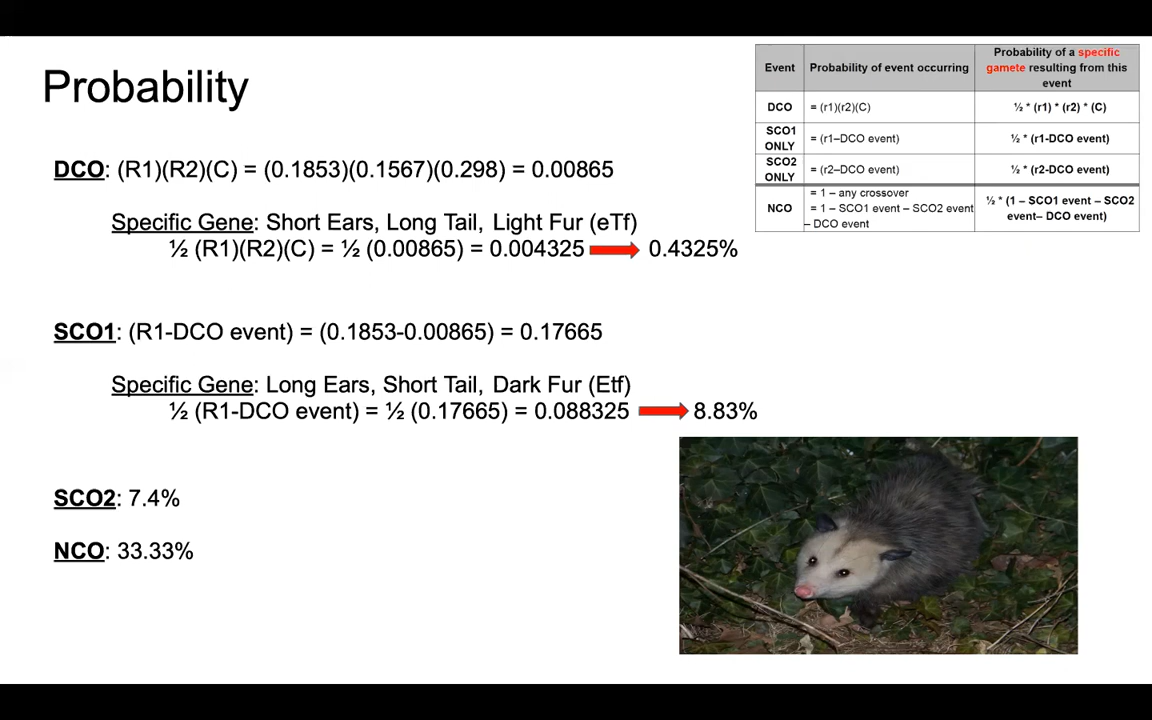 Probability
DCO: (R1)(R2)(C) = (0.1853)(0.1567)(0.298) = 0.00865
Specific Gene: Short Ears, Long Tail, Light Fur (eTf)
½ (R1)(R2)(C) = ½ (0.00865) = 0.004325 0.4325%
SCO1: (R1-DCO event) = (0.1853-0.00865) = 0.17665
Specific Gene: Long Ears, Short Tail, Dark Fur (Etf)
½ (R1-DCO event) = ½ (0.17665) = 0.088325 8.83%
SCO2: 7.4%
NCO: 33.33%
Event Probability of event occurring Probability of a specific
gamete resulting from this
event
DCO = (r1)(r2)(C) ½ * (r1) * (r2) * (C)
SCO1
ONLY = (r1–DCO event) ½ * (r1-DCO event)
SCO2
ONLY = (r2–DCO event) ½ * (r2-DCO event)
NCO = 1 – any crossover
= 1 – SCO1 event – SCO2 event
– DCO event
½ * (1 – SCO1 event – SCO2
event– DCO event)